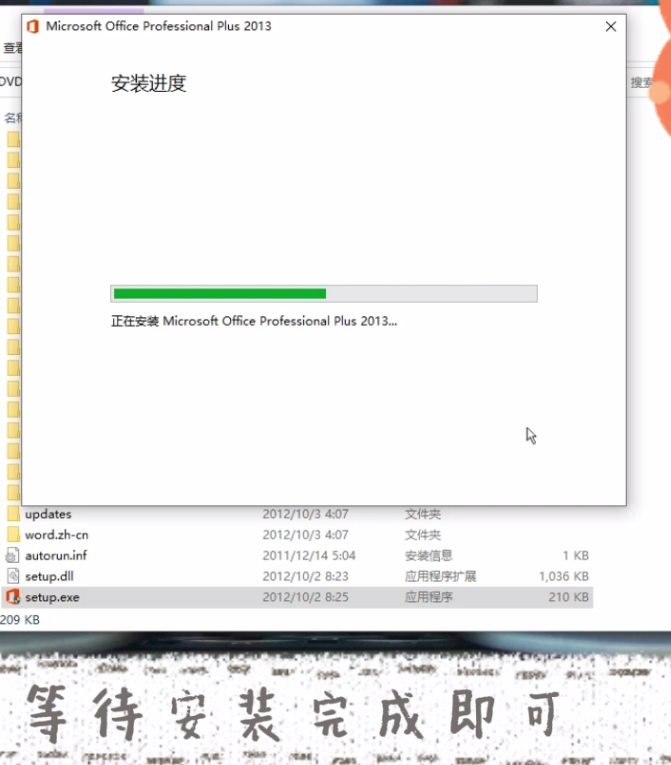 Microsoft Office Professional Plus 2013
查看
DVD
搜索
安装进度
正在安装 Microsoft Office Professional Plus 2013...
updates 2012/10/3 4:07 文件夹
word.zh-cn 2012/10/3 4:07 文件夹
autorun.inf 2011/12/14 5:04 安装信息 1 KB
setup.dll 2012/10/2 8:23 应用程序扩展 1,036 KB
setup.exe 2012/10/2 8:25 应用程序 210 KB
209 KB
等待安装完成即可